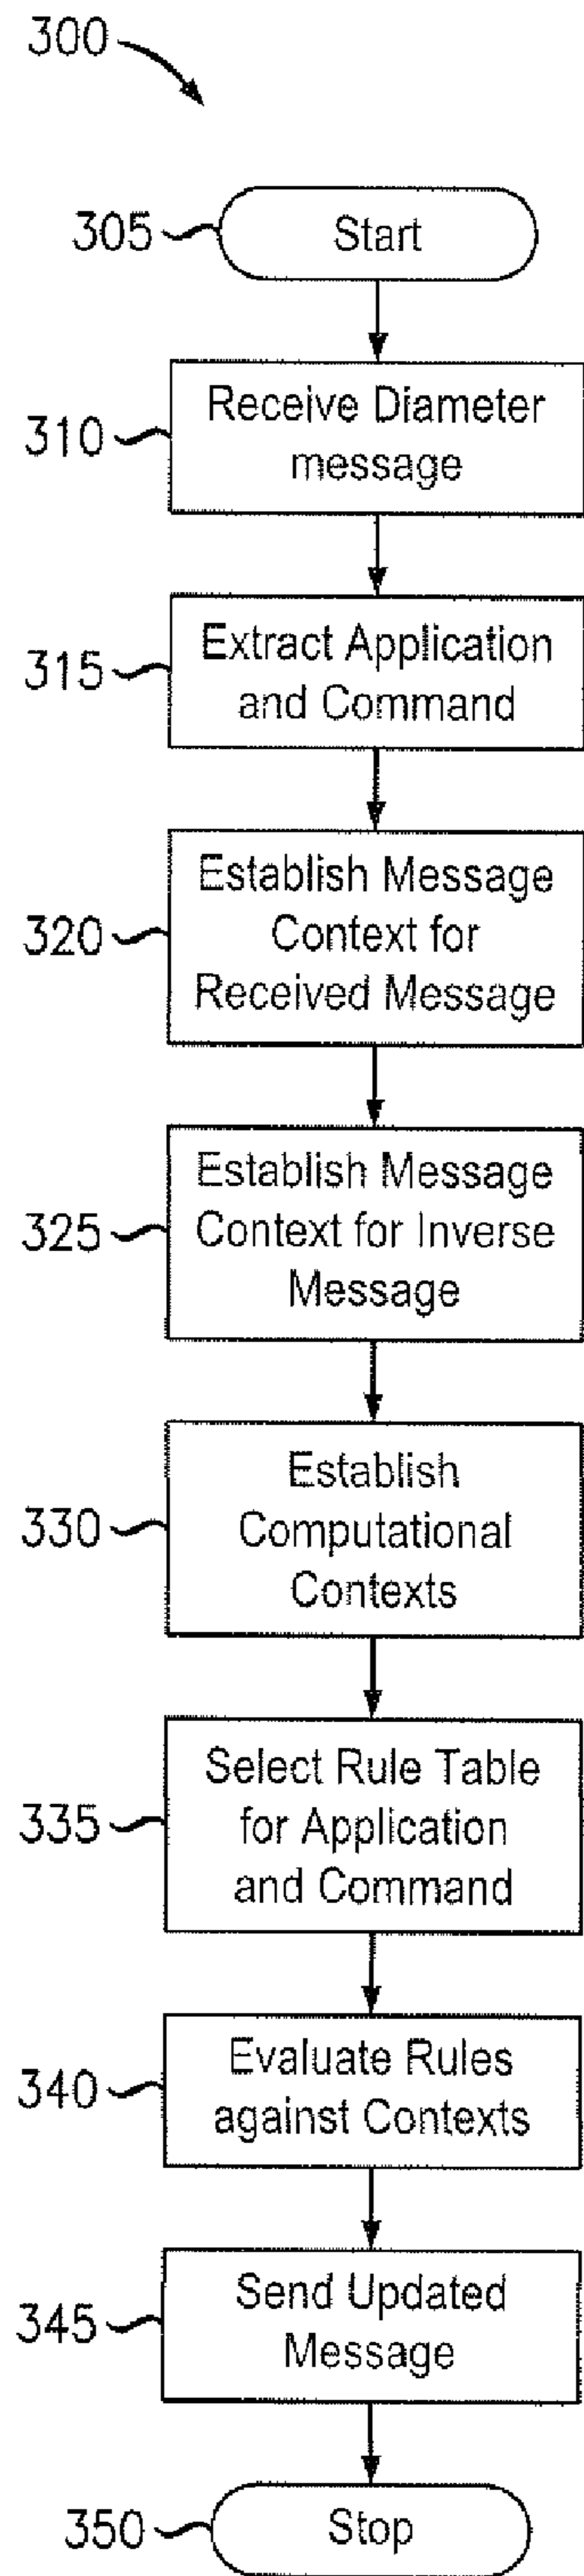 300
305
Start
310
Receive Diameter
message
315
Extract Application
and Command
320
Establish Message
Context for
Received Message
325
Establish Message
Context for Inverse
Message
330
Establish
Computational
Contexts
335
Select Rule Table
for Application
and Command
340
Evaluate Rules
against Contexts
345
Send Updated
Message
350
Stop